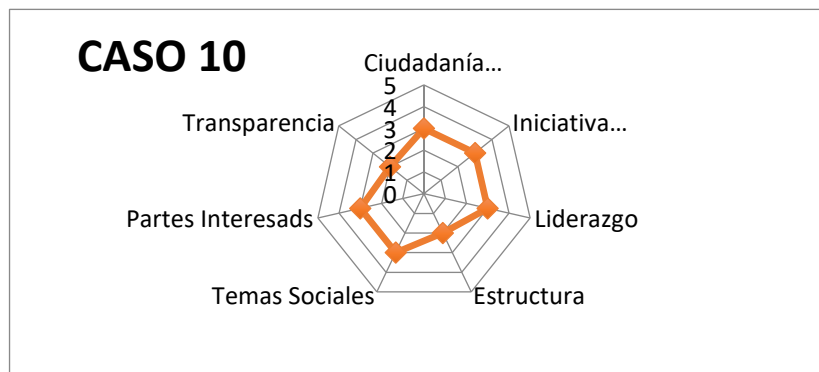 CASO 10
Ciudadanía...
Iniciativa...
Liderazgo
Estructura
Temas Sociales
Partes Interesads
Transparencia
5
4
3
2
1
0